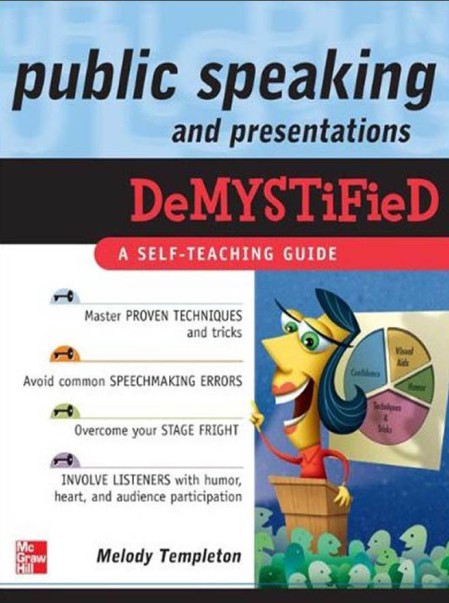 public speaking
and presentations
DeMYSTiFieD
A SELF-TEACHING GUIDE
Master PROVEN TECHNIQUES
and tricks
Avoid common SPEECHMAKING ERRORS
Overcome your STAGE FRIGHT
INVOLVE LISTENERS with humor,
heart, and audience participation
Confidence
Visual
Aids
Humor
Techniques
&
Tricks
Mc
Graw
Hill
Melody Templeton